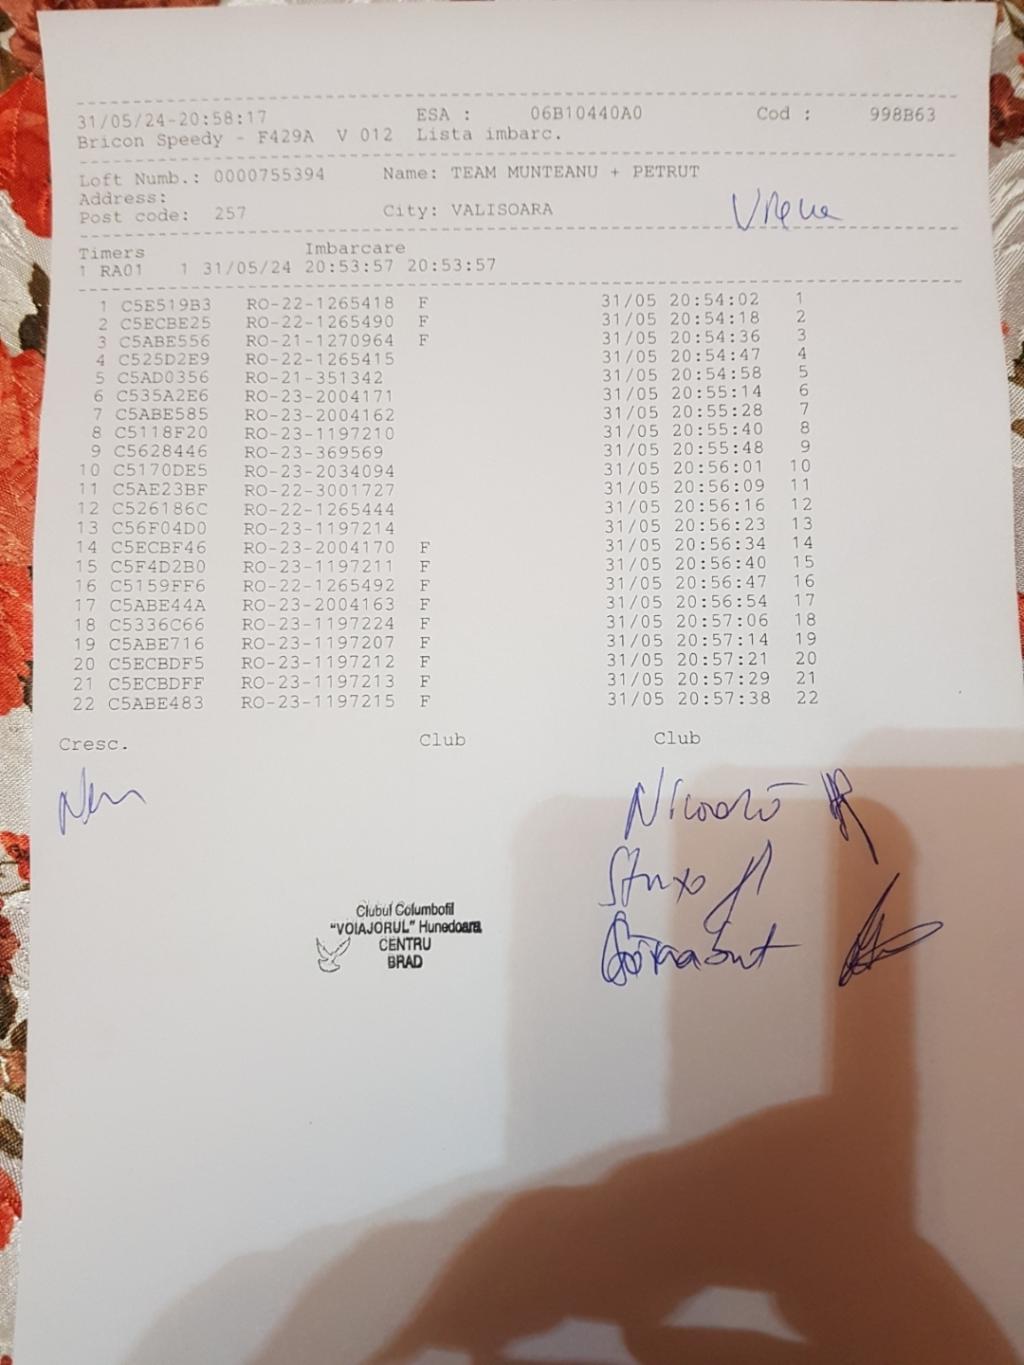 31/05/24-20:58:17 ESA : 06B10440A0 Cod : 998B63
Bricon Speedy - F429A V 012 Lista imbarc.
Loft Numb.: 0000755394 Name: TEAM MUNTEANU + PETRUT
Address:
Post code: 257 City: VALISOARA
Timers Imbarcare
1 RA01 1 31/05/24 20:53:57 20:53:57
1 C5E519B3 RO-22-1265418 F 31/05 20:54:02 1
2 C5ECBE25 RO-22-1265490 F 31/05 20:54:18 2
3 C5ABE556 RO-21-1270964 F 31/05 20:54:36 3
4 C525D2E9 RO-22-1265415 31/05 20:54:47 4
5 C5AD0356 RO-21-351342 31/05 20:54:58 5
6 C535A2E6 RO-23-2004171 31/05 20:55:14 6
7 C5ABE585 RO-23-2004162 31/05 20:55:28 7
8 C5118F20 RO-23-1197210 31/05 20:55:40 8
9 C5628446 RO-23-369569 31/05 20:55:48 9
10 C5170DE5 RO-23-2034094 31/05 20:56:01 10
11 C5AE23BF RO-22-3001727 31/05 20:56:09 11
12 C526186C RO-22-1265444 31/05 20:56:16 12
13 C56F04D0 RO-23-1197214 31/05 20:56:23 13
14 C5ECBF46 RO-23-2004170 F 31/05 20:56:34 14
15 C5F4D2B0 RO-23-1197211 F 31/05 20:56:40 15
16 C5159FF6 RO-22-1265492 F 31/05 20:56:47 16
17 C5ABE44A RO-23-2004163 F 31/05 20:56:54 17
18 C5336C66 RO-23-1197224 F 31/05 20:57:06 18
19 C5ABE716 RO-23-1197207 F 31/05 20:57:14 19
20 C5ECBDF5 RO-23-1197212 F 31/05 20:57:21 20
21 C5ECBDFF RO-23-1197213 F 31/05 20:57:29 21
22 C5ABE483 RO-23-1197215 F 31/05 20:57:38 22
Cresc. Club Club
Clubul Columbofil
"VOIAJORUL" Hunedoara
CENTRU
BRAD